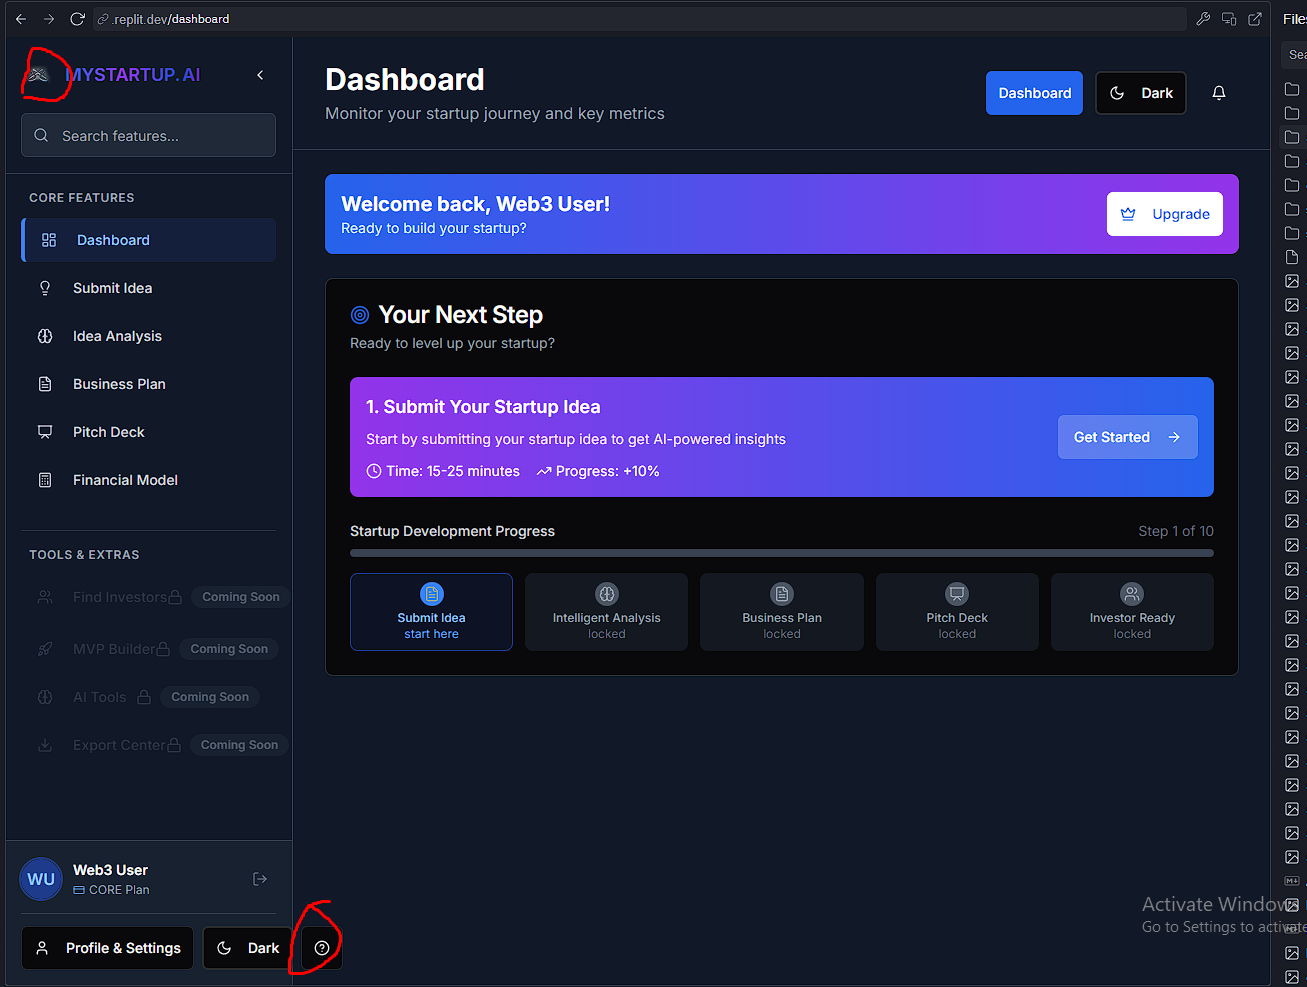 .replit.dev/dashboard
Files
MYSTARTUP.AI
Search features...
CORE FEATURES
Dashboard
Submit Idea
Idea Analysis
Business Plan
Pitch Deck
Financial Model
TOOLS & EXTRAS
Find Investors Coming Soon
MVP Builder Coming Soon
AI Tools Coming Soon
Export Center Coming Soon
WU
Web3 User
CORE Plan
Profile & Settings
Dark
Dashboard
Monitor your startup journey and key metrics
Dashboard
Dark
Welcome back, Web3 User!
Ready to build your startup?
Upgrade
Your Next Step
Ready to level up your startup?
1. Submit Your Startup Idea
Start by submitting your startup idea to get AI-powered insights
Time: 15-25 minutes Progress: +10%
Get Started
Startup Development Progress Step 1 of 10
Submit Idea
start here
Intelligent Analysis
locked
Business Plan
locked
Pitch Deck
locked
Investor Ready
locked
Activate Window
Go to Settings to activate